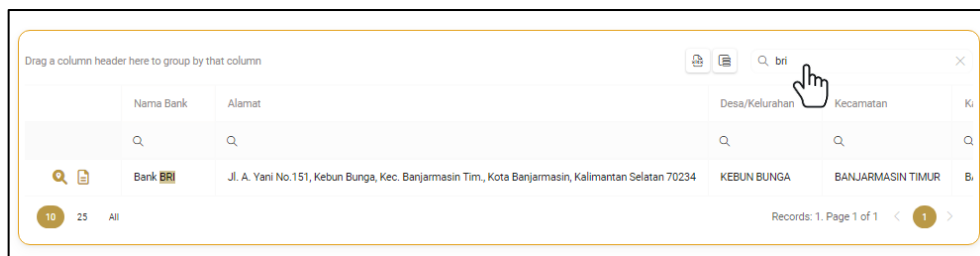 Drag a column header here to group by that column
bri
Nama Bank Alamat Desa/Kelurahan Kecamatan
Bank BRI Jl. A. Yani No.151, Kebun Bunga, Kec. Banjarmasin Tim., Kota Banjarmasin, Kalimantan Selatan 70234 KEBUN BUNGA BANJARMASIN TIMUR
10 25 All Records: 1. Page 1 of 1 < 1 >